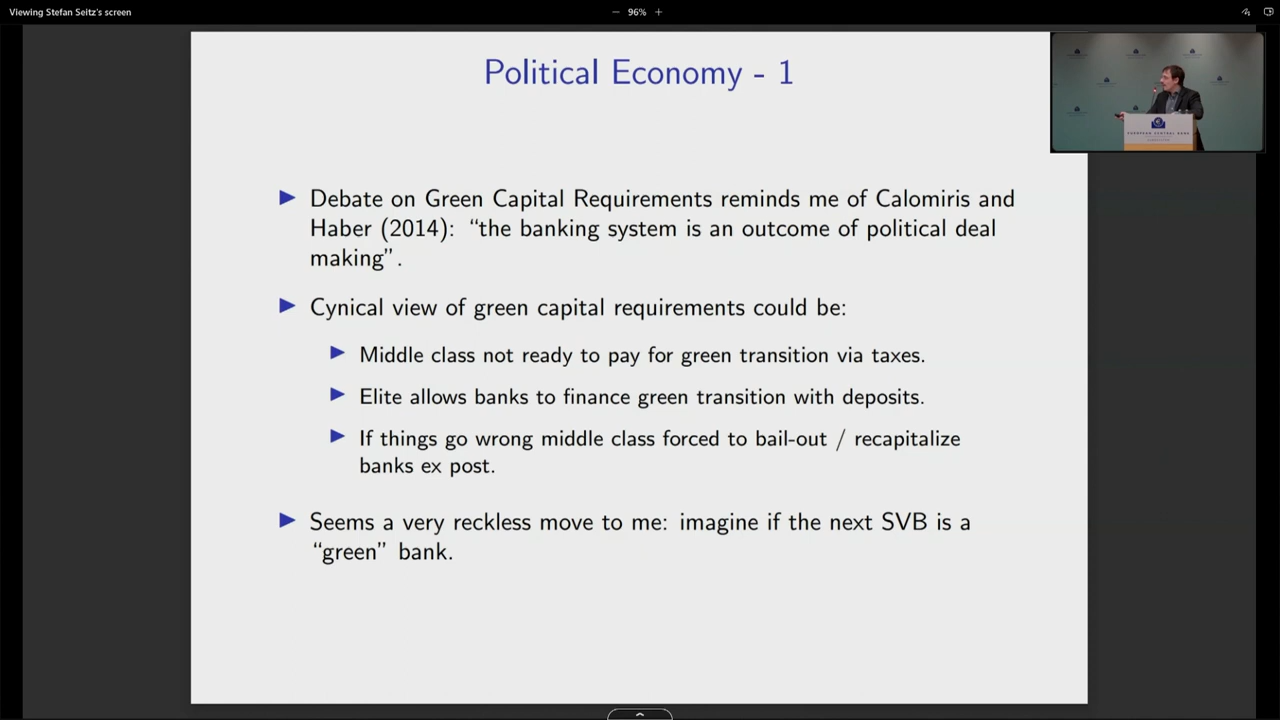 Viewing Stefan Seitz's screen
− 96% +
Political Economy - 1
Debate on Green Capital Requirements reminds me of Calomiris and
Haber (2014): “the banking system is an outcome of political deal
making”.
Cynical view of green capital requirements could be:
Middle class not ready to pay for green transition via taxes.
Elite allows banks to finance green transition with deposits.
If things go wrong middle class forced to bail-out / recapitalize
banks ex post.
Seems a very reckless move to me: imagine if the next SVB is a
“green” bank.
EUROPEAN CENTRAL BANK